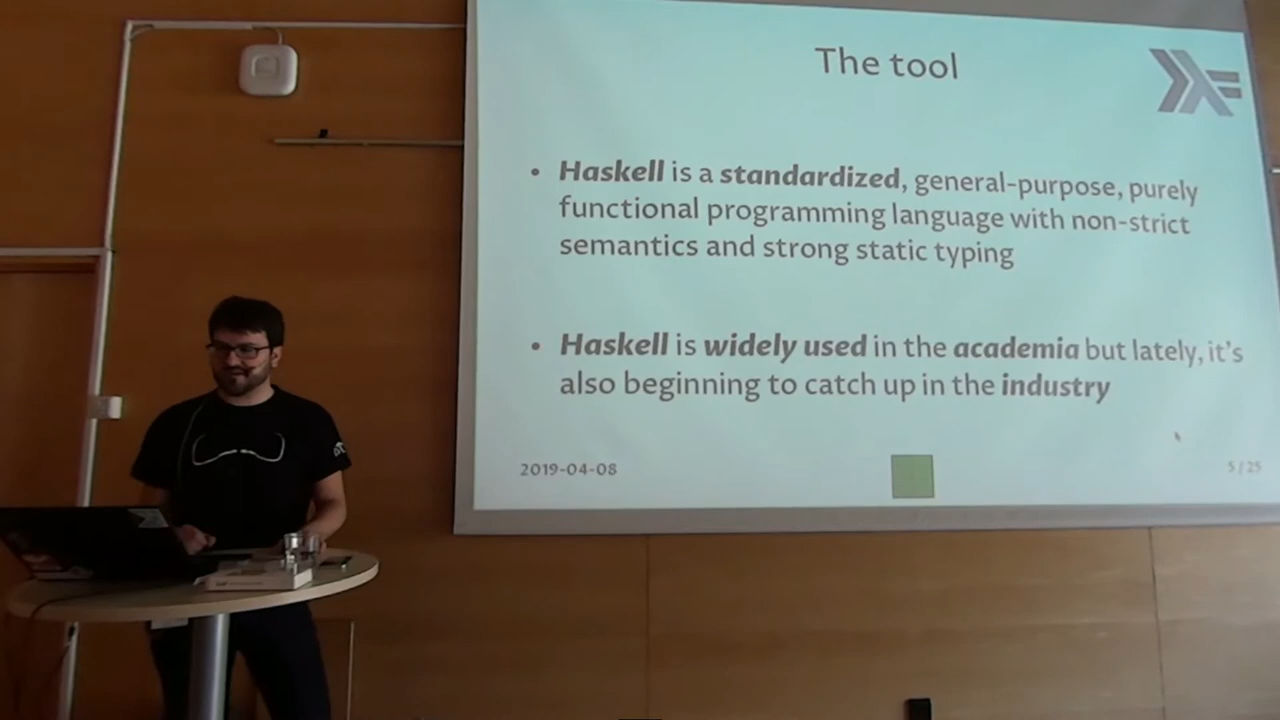 The tool
• Haskell is a standardized, general-purpose, purely
functional programming language with non-strict
semantics and strong static typing
• Haskell is widely used in the academia but lately, it's
also beginning to catch up in the industry
2019-04-08
5 / 25